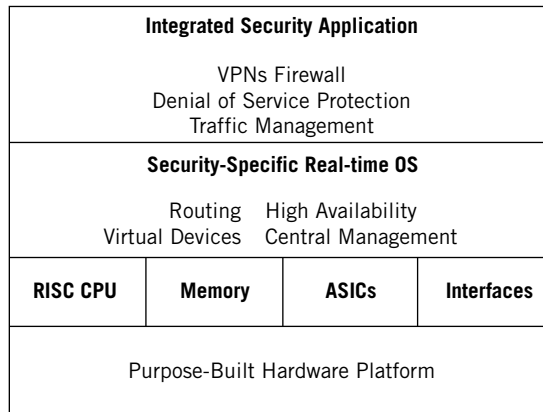 Integrated Security Application
VPNs Firewall
Denial of Service Protection
Traffic Management
Security-Specific Real-time OS
Routing High Availability
Virtual Devices Central Management
RISC CPU Memory ASICs Interfaces
Purpose-Built Hardware Platform